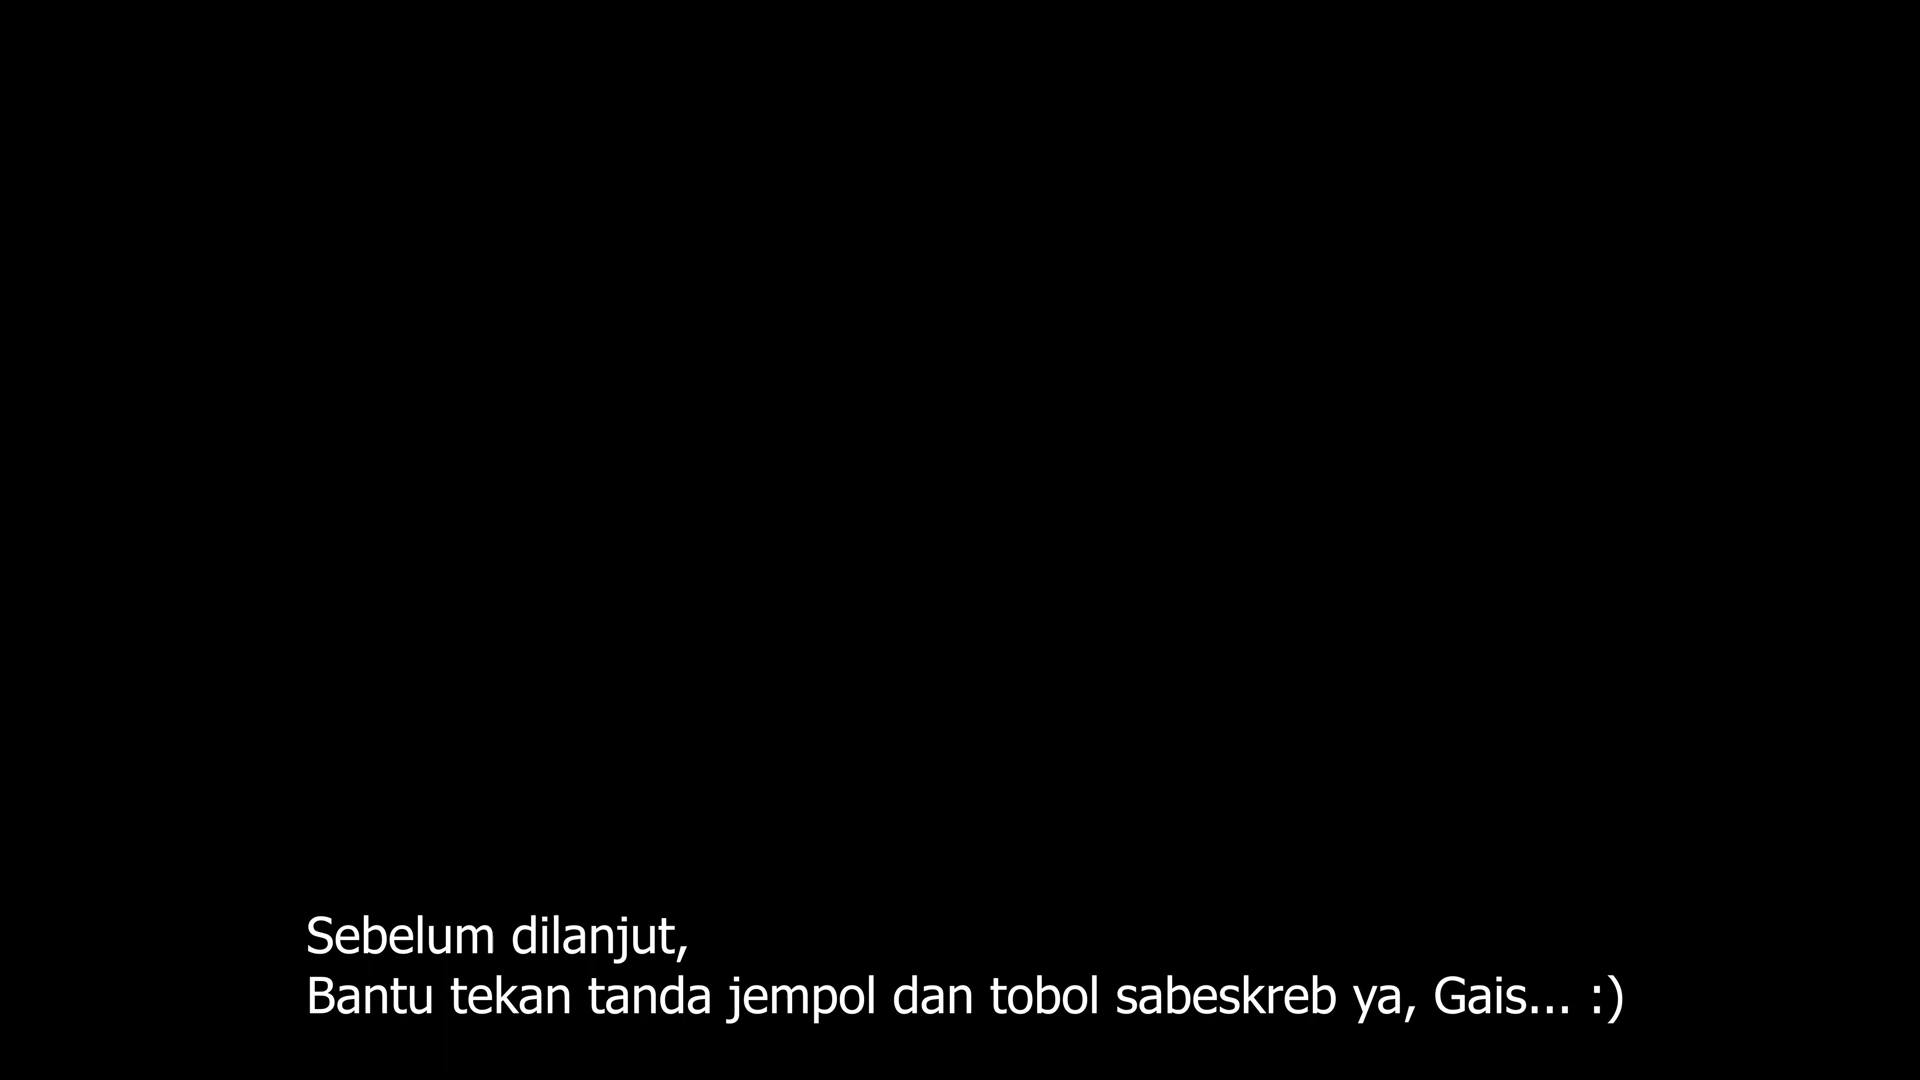 Sebelum dilanjut,
Bantu tekan tanda jempol dan tobol sabeskreb ya, Gais... :)